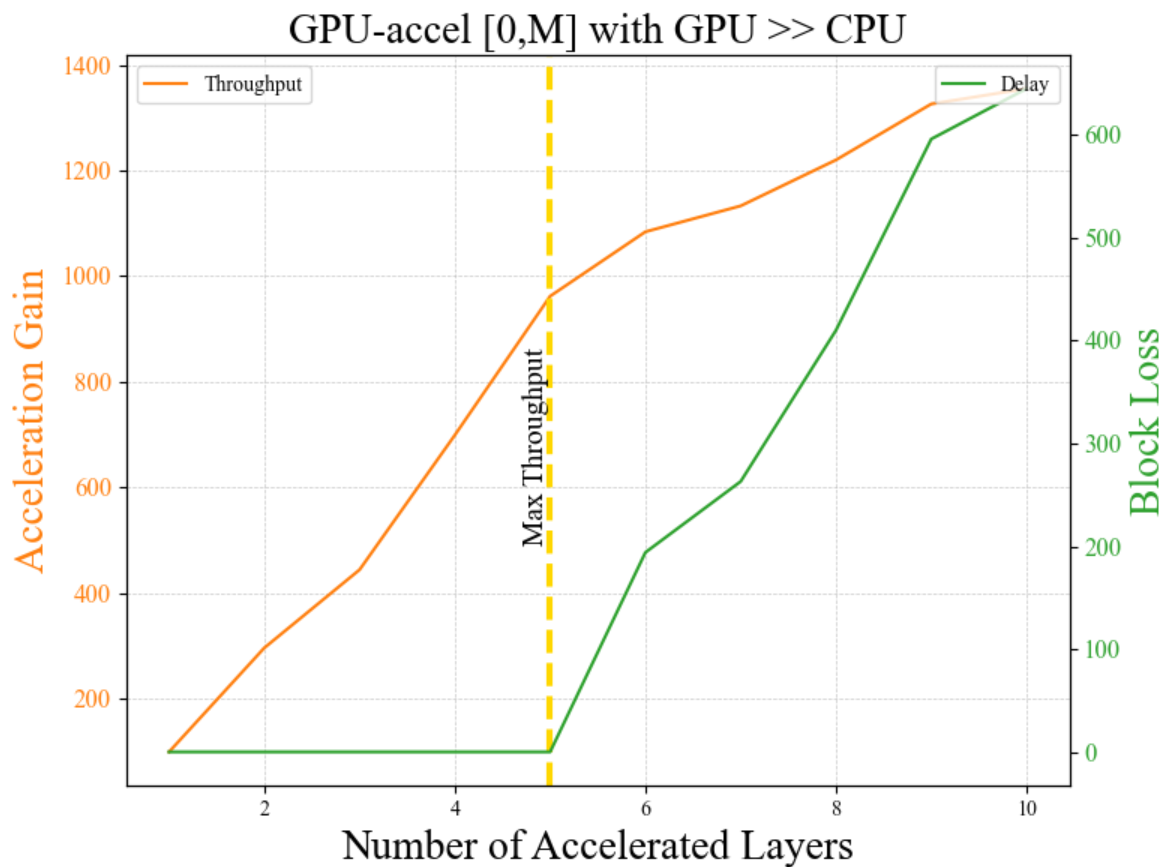 GPU-accel [0,M] with GPU >> CPU
Throughput
Delay
1400
1200
1000
800
600
400
200
Acceleration Gain
Max Throughput
600
500
400
300
200
100
0
Block Loss
2
4
6
8
10
Number of Accelerated Layers